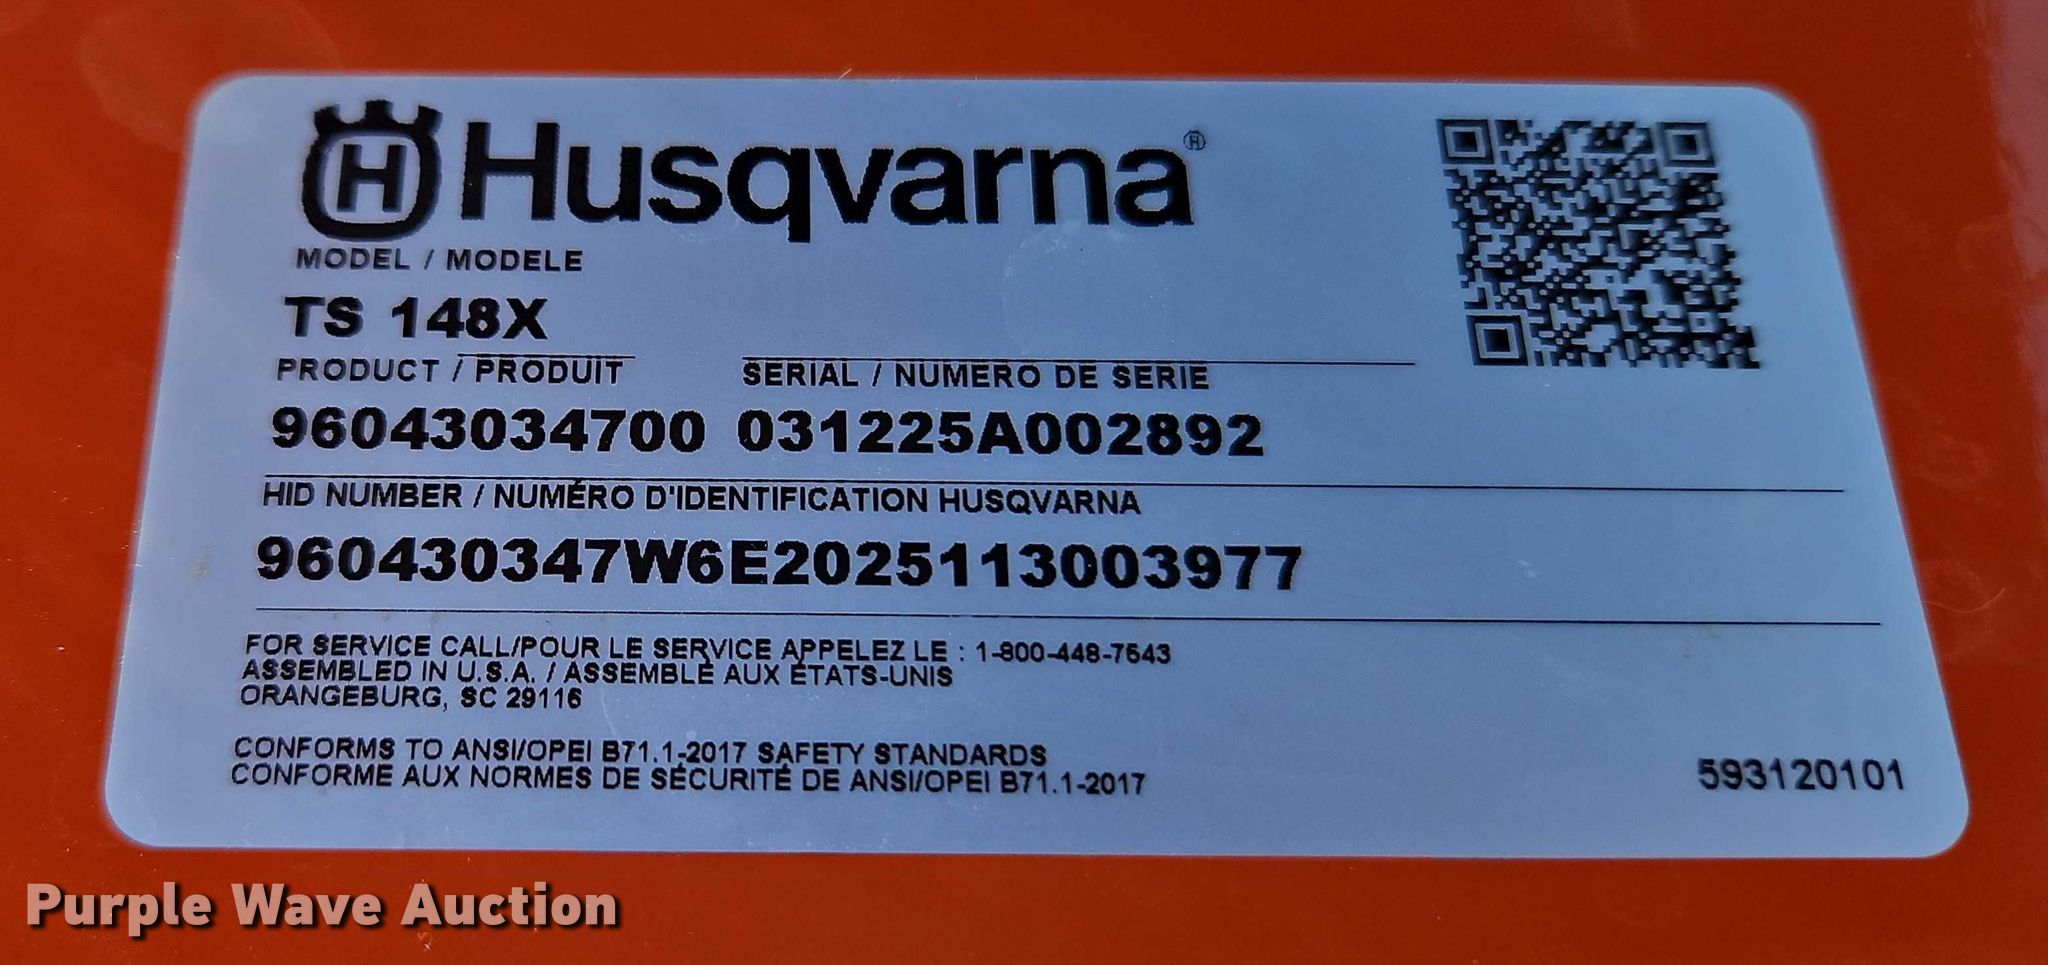 Husqvarna
MODEL / MODELE
TS 148X
PRODUCT / PRODUIT SERIAL / NUMERO DE SERIE
96043034700 031225A002892
HID NUMBER / NUMÉRO D'IDENTIFICATION HUSQVARNA
960430347W6E2025113003977
FOR SERVICE CALL/POUR LE SERVICE APPELEZ LE : 1-800-448-7543
ASSEMBLED IN U.S.A. / ASSEMBLÉ AUX ÉTATS-UNIS
ORANGEBURG, SC 29116
CONFORMS TO ANSI/OPEI B71.1-2017 SAFETY STANDARDS
CONFORME AUX NORMES DE SÉCURITÉ DE ANSI/OPEI B71.1-2017
593120101
Purple Wave Auction